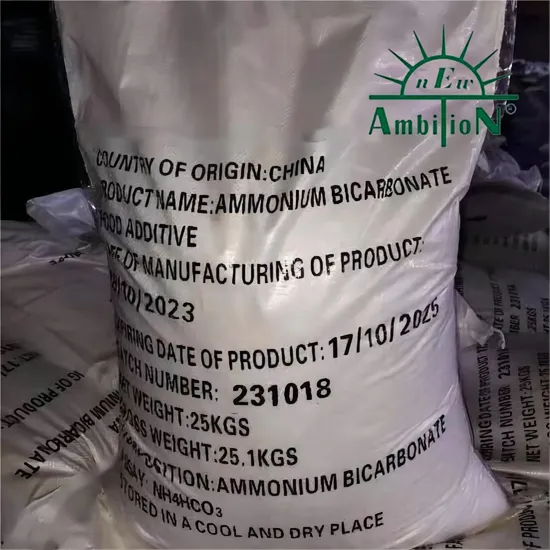 nEw
AmbitioN®
COUNTRY OF ORIGIN:CHINA
PRODUCT NAME:AMMONIUM BICARBONATE
FOOD ADDITIVE
OF MANUFACTURING OF PRODUCT:
/10/2023
DATE OF PRODUCT: 17/10/2025
BATCH NUMBER: 231018
WEIGHT:25KGS
WEIGHT:25.1KGS
:AMMONIUM BICARBONATE
NH4HCO3
STORED IN A COOL AND DRY PLACE